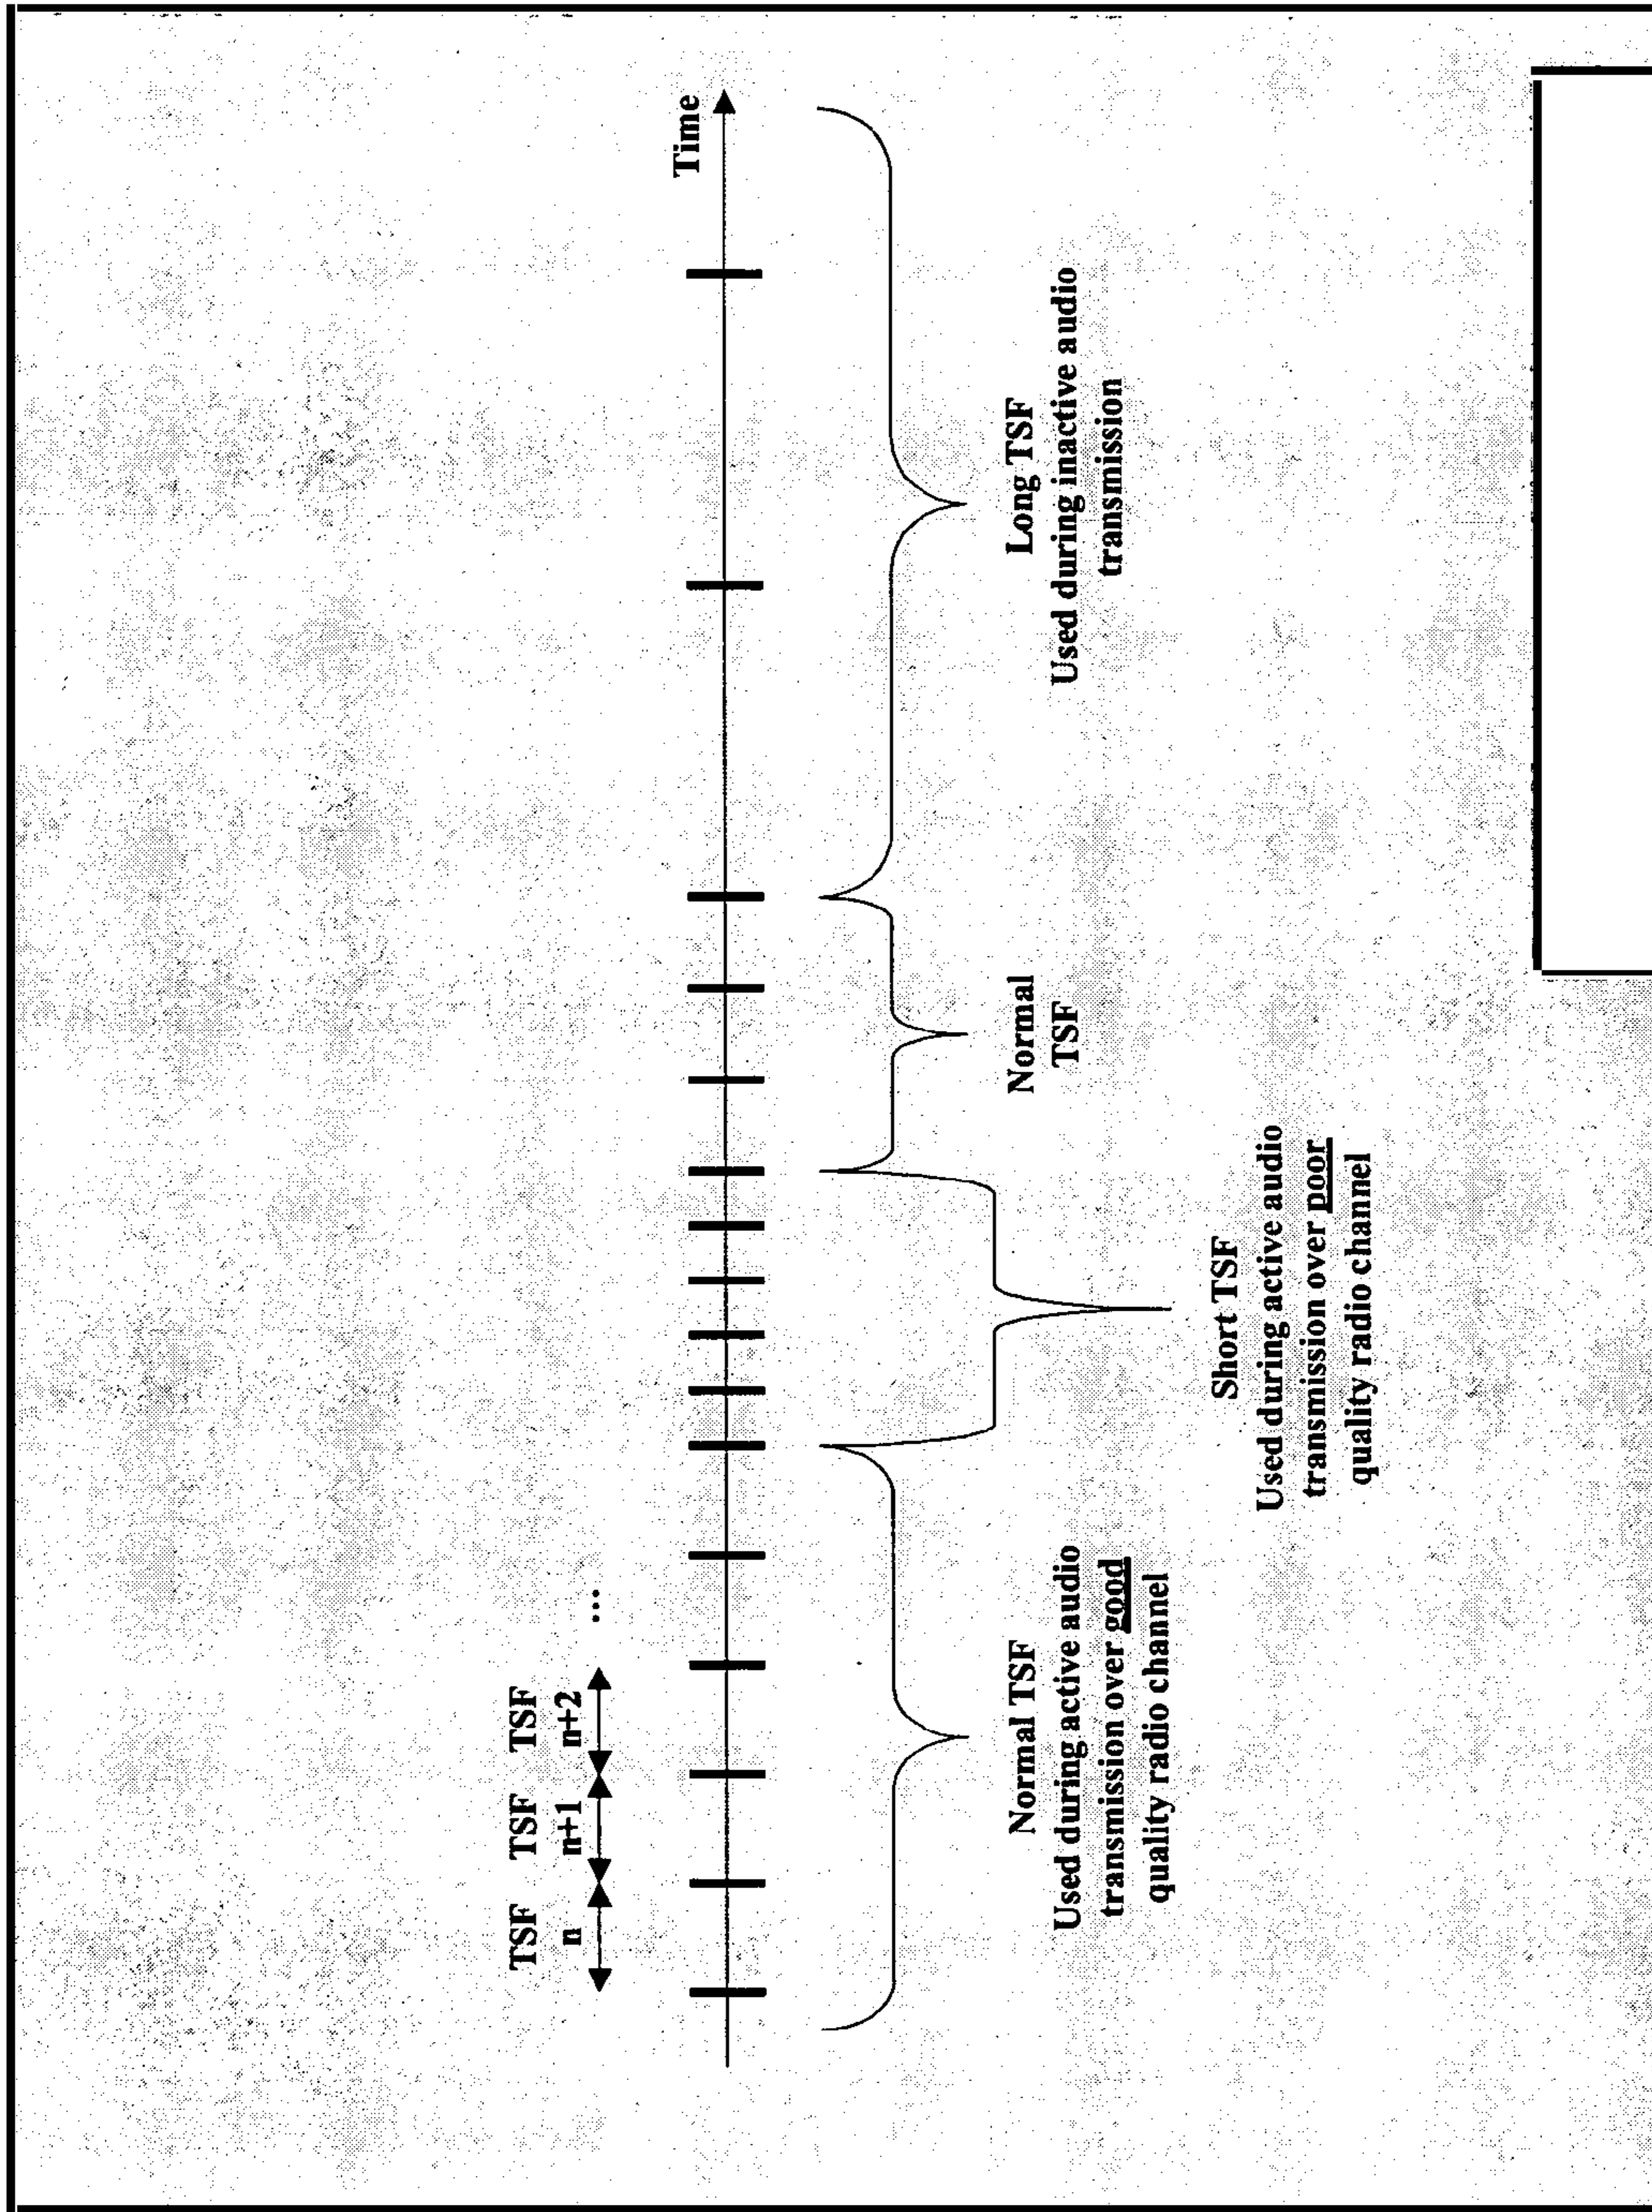 TSF
n
TSF
n+1
TSF
n+2
...
Time
Normal TSF
Used during active audio
transmission over good
quality radio channel
Short TSF
Used during active audio
transmission over poor
quality radio channel
Normal
TSF
Long TSF
Used during inactive audio
transmission